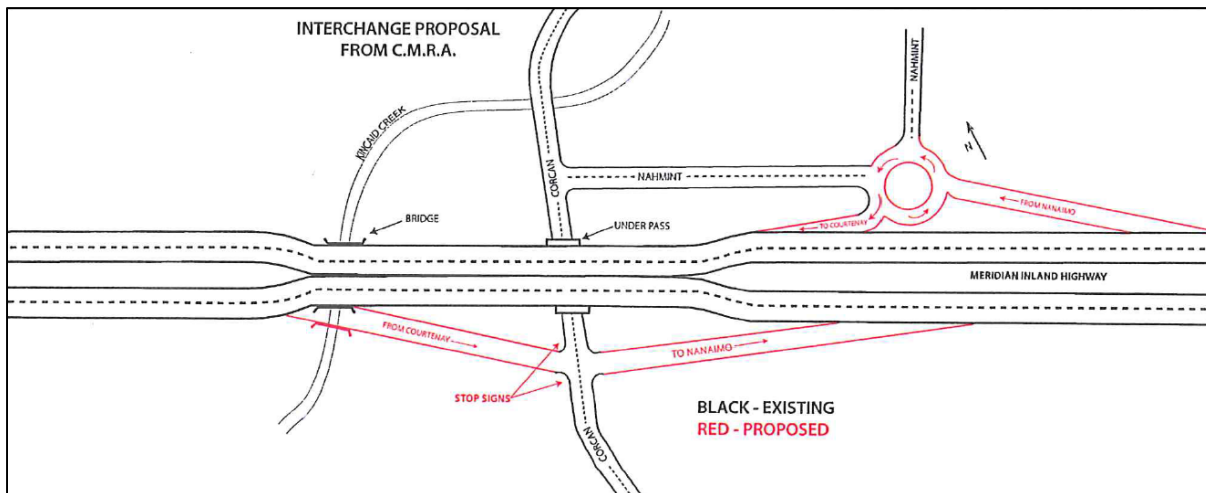 INTERCHANGE PROPOSAL
FROM C.M.R.A.
KINCAID CREEK
CORCAN
NAHMINT
NAHMINT
N
BRIDGE
UNDER PASS
FROM NANAIMO
TO COURTENAY
MERIDIAN INLAND HIGHWAY
FROM COURTENAY
TO NANAIMO
STOP SIGNS
BLACK - EXISTING
RED - PROPOSED
CORCAN